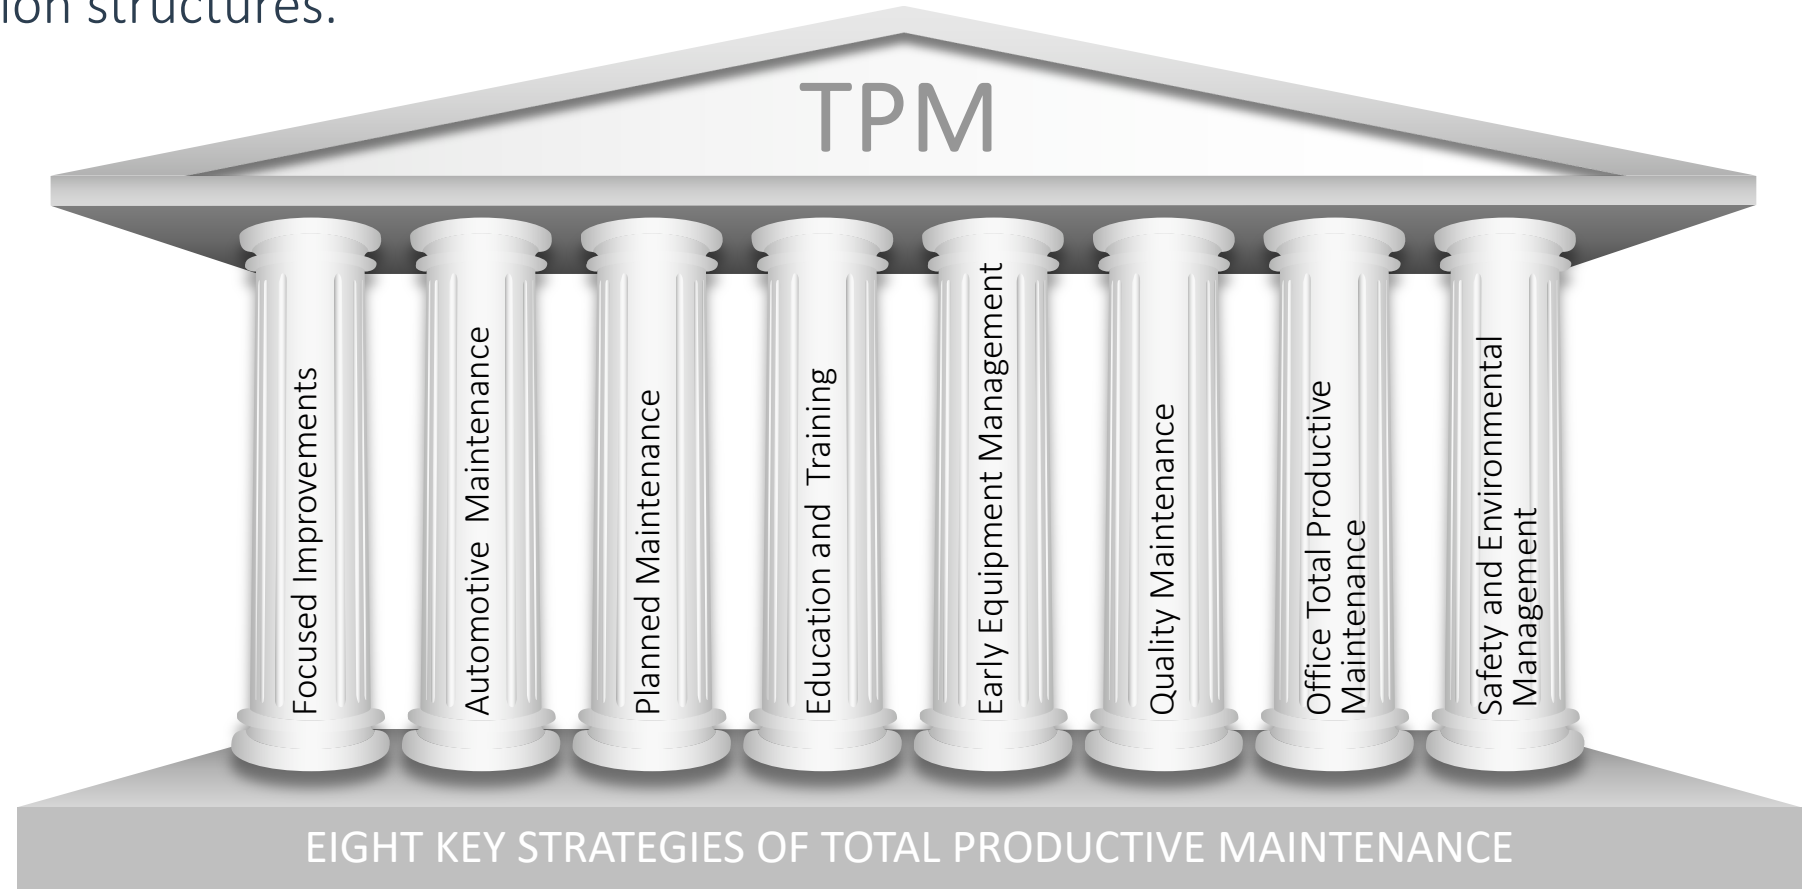 ion structures.
TPM
Focused Improvements
Automotive Maintenance
Planned Maintenance
Education and Training
Early Equipment Management
Quality Maintenance
Office Total Productive
Maintenance
Safety and Environmental
Management
EIGHT KEY STRATEGIES OF TOTAL PRODUCTIVE MAINTENANCE